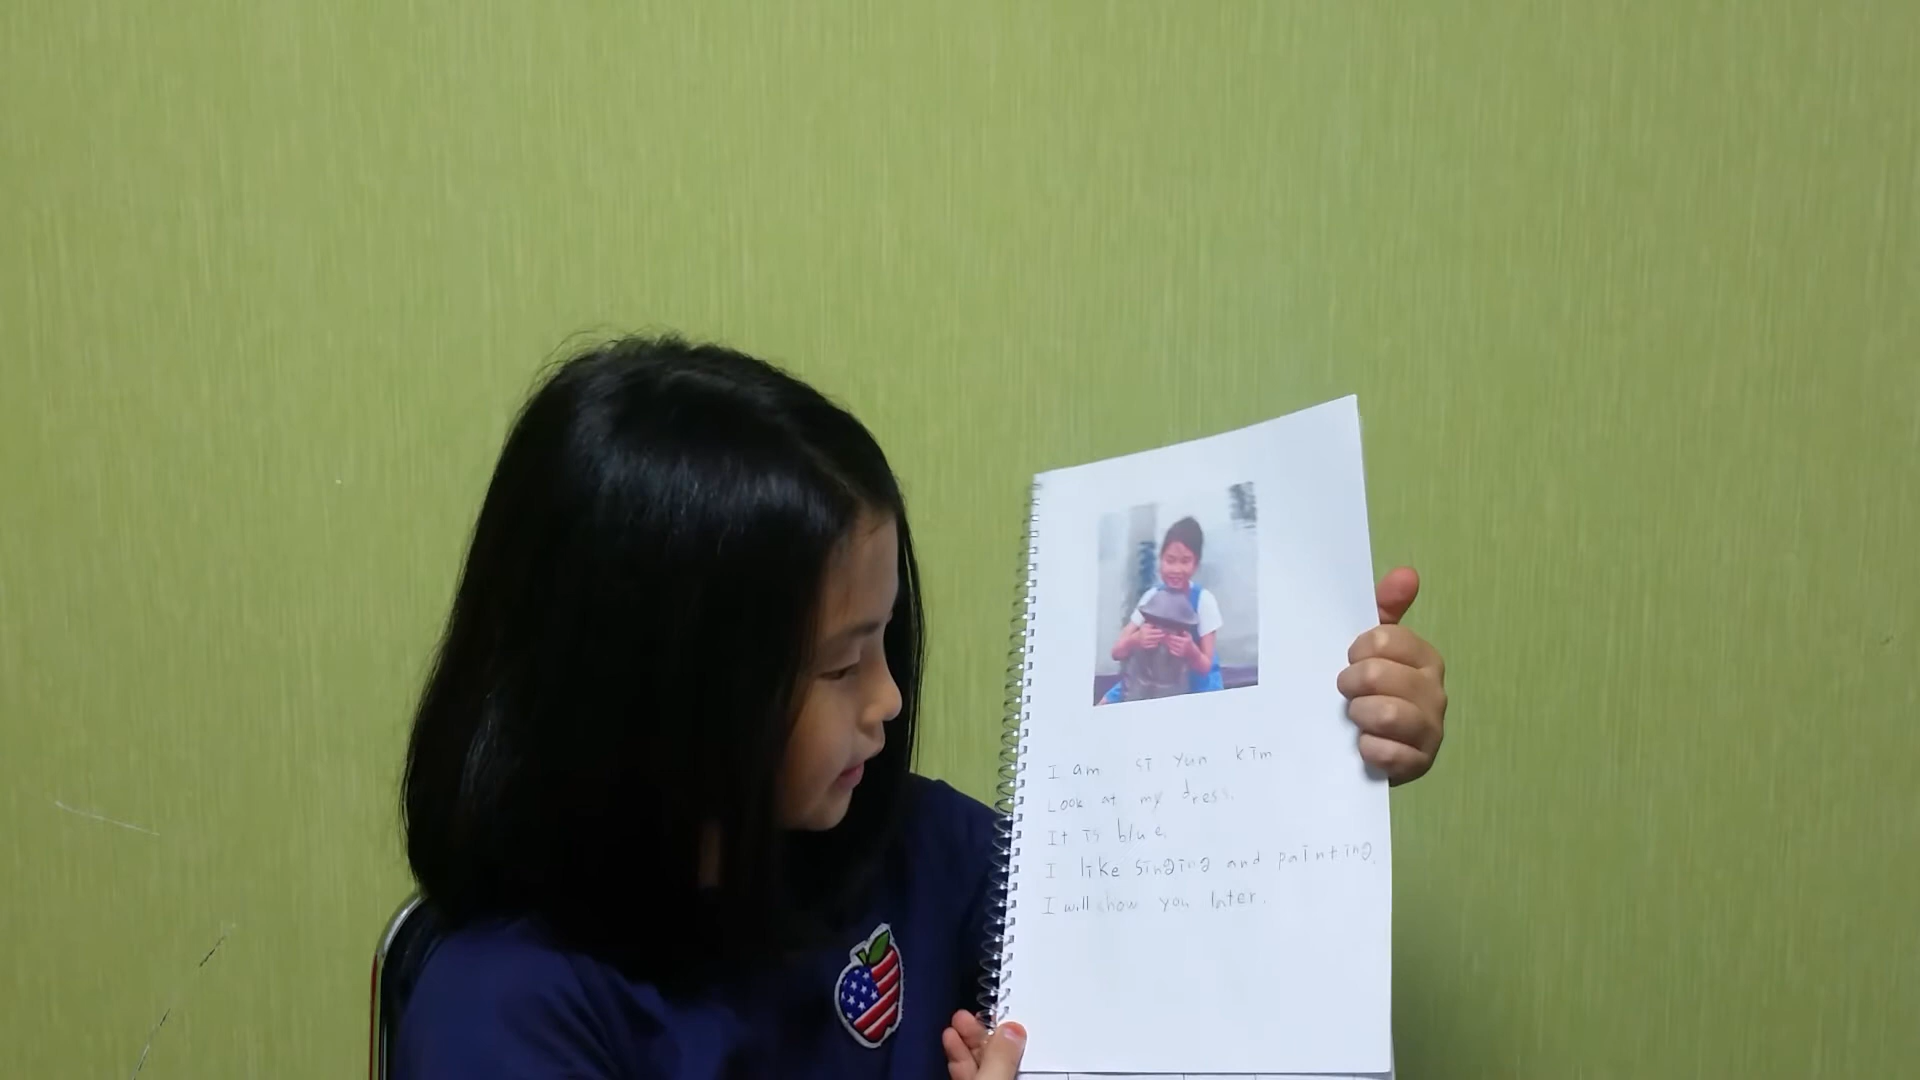 I am si yun kim
Look at my dress.
It is blue.
I like singing and painting.
I will show you later.